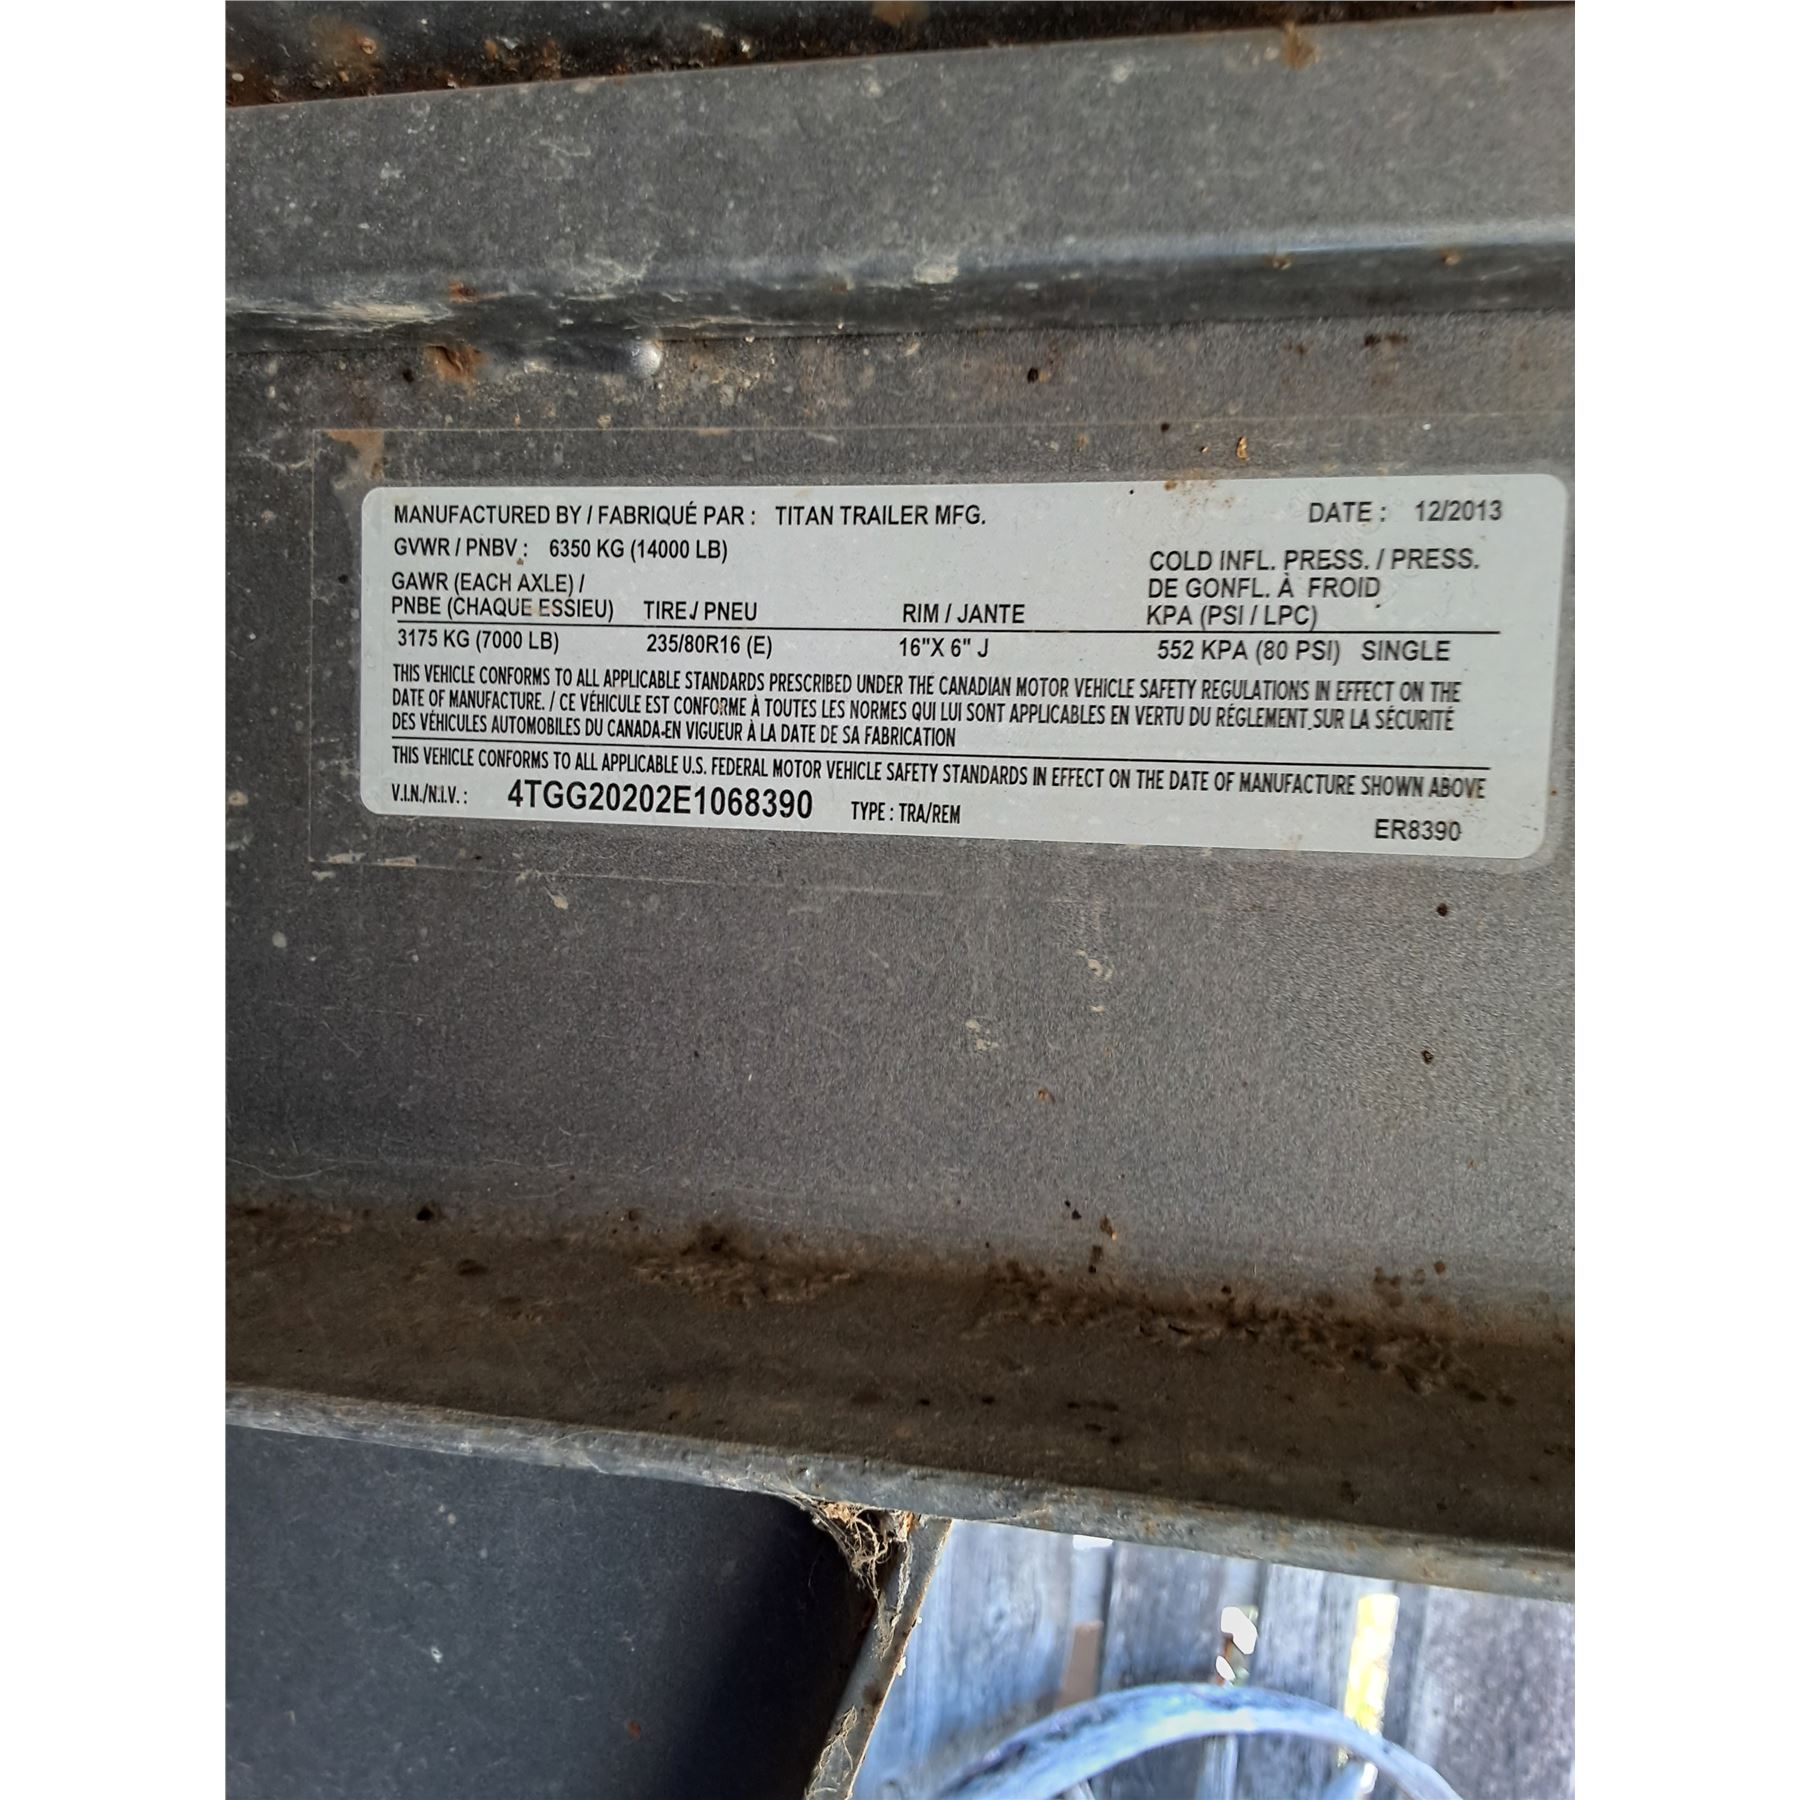 MANUFACTURED BY / FABRIQUÉ PAR : TITAN TRAILER MFG. DATE : 12/2013
GVWR / PNBV : 6350 KG (14000 LB)
COLD INFL. PRESS. / PRESS.
GAWR (EACH AXLE) / DE GONFL. À FROID
PNBE (CHAQUE ESSIEU) TIRE / PNEU RIM / JANTE KPA (PSI / LPC)
3175 KG (7000 LB) 235/80R16 (E) 16"X 6" J 552 KPA (80 PSI) SINGLE
THIS VEHICLE CONFORMS TO ALL APPLICABLE STANDARDS PRESCRIBED UNDER THE CANADIAN MOTOR VEHICLE SAFETY REGULATIONS IN EFFECT ON THE
DATE OF MANUFACTURE. / CE VÉHICULE EST CONFORME À TOUTES LES NORMES QUI LUI SONT APPLICABLES EN VERTU DU RÉGLEMENT SUR LA SÉCURITÉ
DES VÉHICULES AUTOMOBILES DU CANADA-EN VIGUEUR À LA DATE DE SA FABRICATION
THIS VEHICLE CONFORMS TO ALL APPLICABLE U.S. FEDERAL MOTOR VEHICLE SAFETY STANDARDS IN EFFECT ON THE DATE OF MANUFACTURE SHOWN ABOVE
V.I.N./N.I.V. : 4TGG20202E1068390 TYPE : TRA/REM ER8390